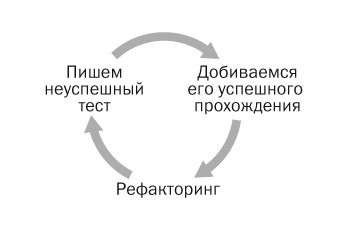 Пишем
неуспешный
тест
Добиваемся
его успешного
прохождения
Рефакторинг